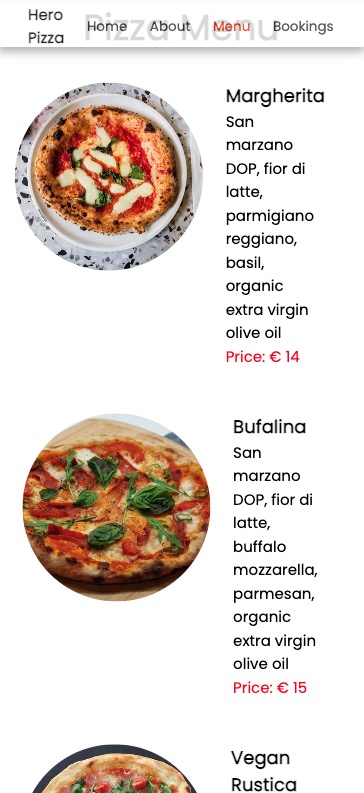 Hero
Pizza
Home About Menu Bookings
Pizza Menu
Margherita
San
marzano
DOP, fior di
latte,
parmigiano
reggiano,
basil,
organic
extra virgin
olive oil
Price: € 14
Bufalina
San
marzano
DOP, fior di
latte,
buffalo
mozzarella,
parmesan,
organic
extra virgin
olive oil
Price: € 15
Vegan
Rustica